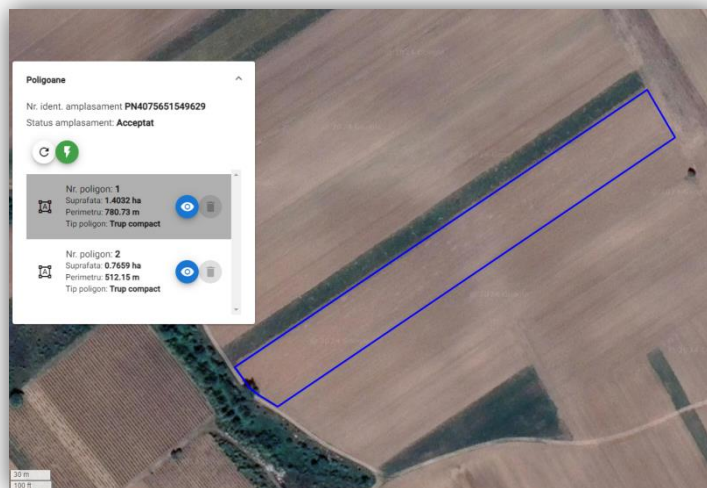 Poligoane
Nr. ident. amplasament PN4075651549629
Status amplasament: Acceptat
Nr. poligon: 1
Suprafata: 1.4032 ha
Perimetru: 780.73 m
Tip poligon: Trup compact
Nr. poligon: 2
Suprafata: 0.7659 ha
Perimetru: 512.15 m
Tip poligon: Trup compact
30 m
100 ft